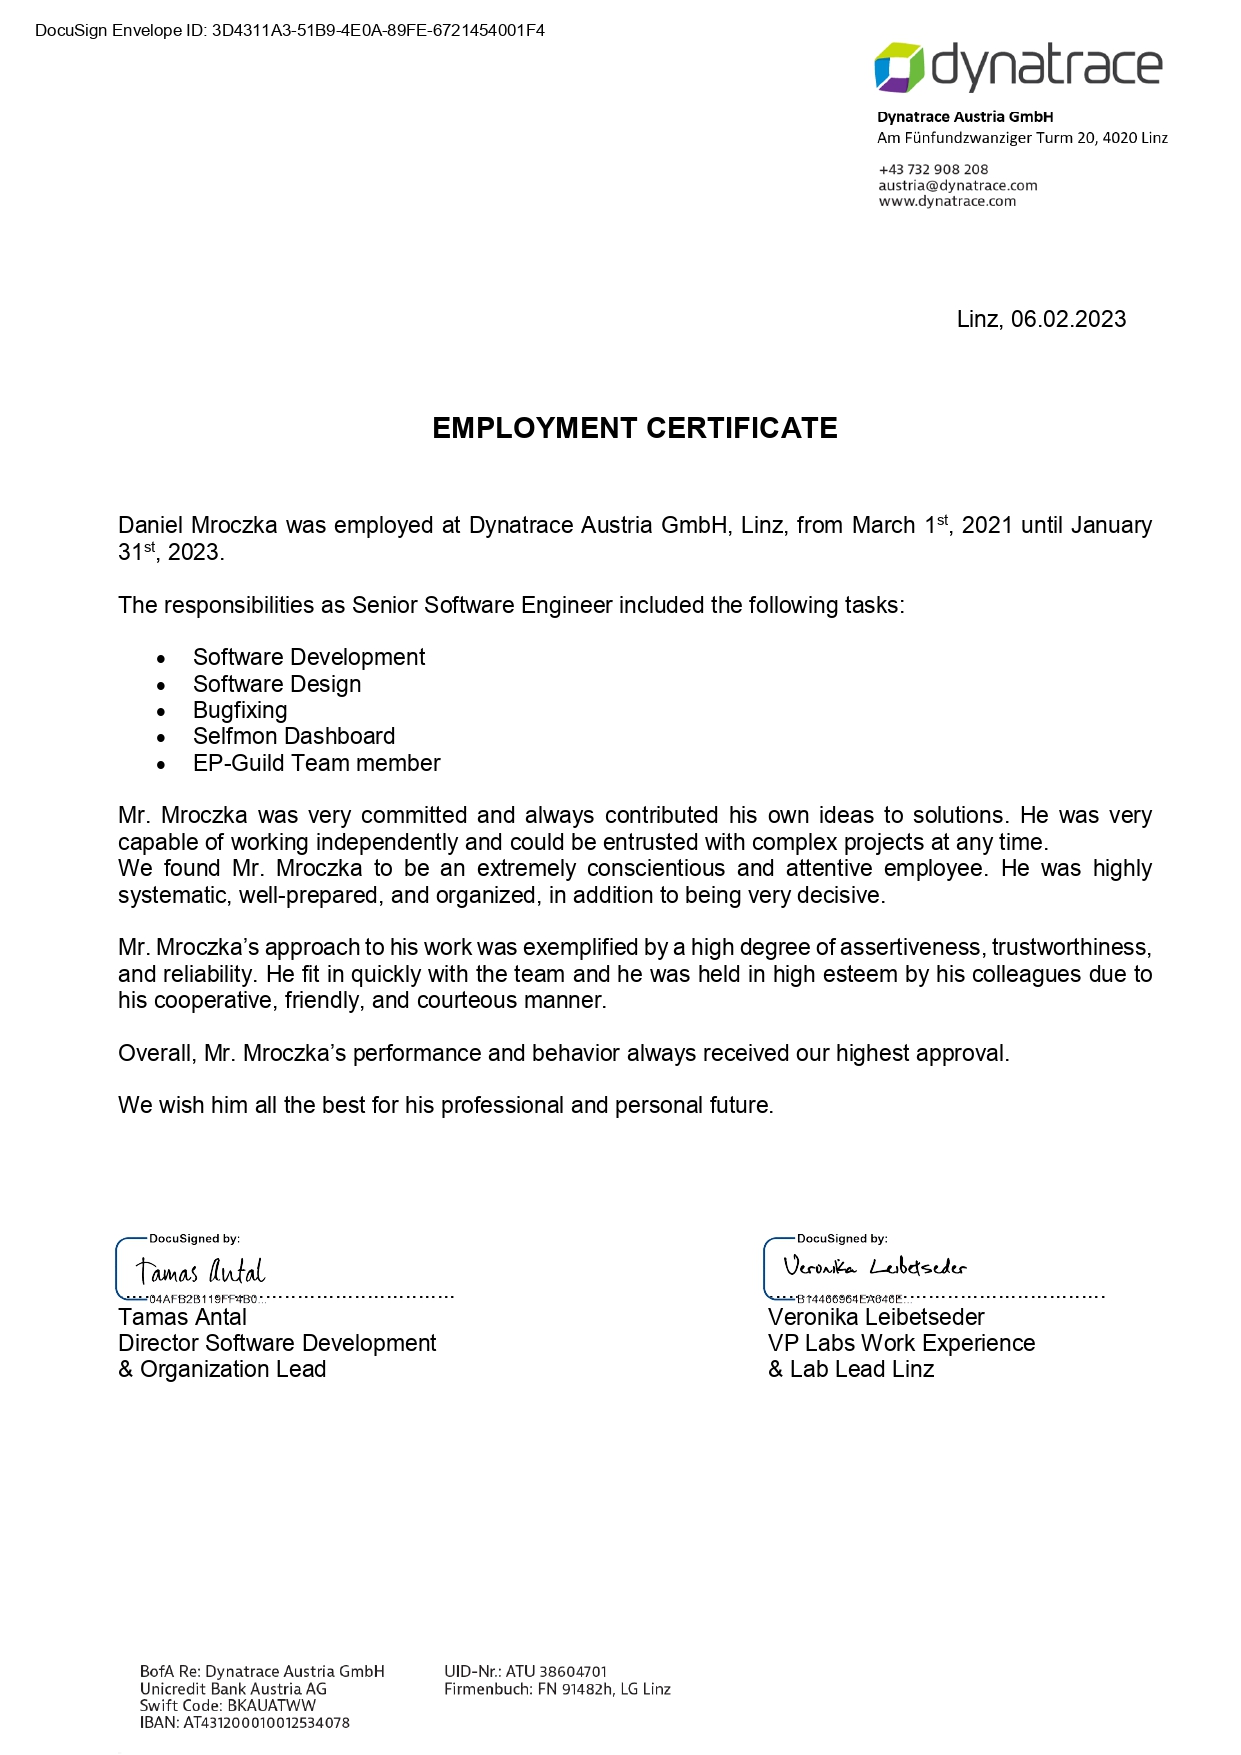 DocuSign Envelope ID: 3D4311A3-51B9-4E0A-89FE-6721454001F4
dynatrace
Dynatrace Austria GmbH
Am Fünfundzwanziger Turm 20, 4020 Linz
+43 732 908 208
austria@dynatrace.com
www.dynatrace.com
Linz, 06.02.2023
EMPLOYMENT CERTIFICATE
Daniel Mroczka was employed at Dynatrace Austria GmbH, Linz, from March 1st, 2021 until January
31st, 2023.
The responsibilities as Senior Software Engineer included the following tasks:
• Software Development
• Software Design
• Bugfixing
• Selfmon Dashboard
• EP-Guild Team member
Mr. Mroczka was very committed and always contributed his own ideas to solutions. He was very
capable of working independently and could be entrusted with complex projects at any time.
We found Mr. Mroczka to be an extremely conscientious and attentive employee. He was highly
systematic, well-prepared, and organized, in addition to being very decisive.
Mr. Mroczka’s approach to his work was exemplified by a high degree of assertiveness, trustworthiness,
and reliability. He fit in quickly with the team and he was held in high esteem by his colleagues due to
his cooperative, friendly, and courteous manner.
Overall, Mr. Mroczka’s performance and behavior always received our highest approval.
We wish him all the best for his professional and personal future.
DocuSigned by:
Tamas Antal
04AFB2B119FF4B0...
Tamas Antal
Director Software Development
& Organization Lead
DocuSigned by:
Veronika Leibetseder
B14466964EA646E...
Veronika Leibetseder
VP Labs Work Experience
& Lab Lead Linz
BofA Re: Dynatrace Austria GmbH
Unicredit Bank Austria AG
Swift Code: BKAUATWW
IBAN: AT431200010012534078
UID-Nr.: ATU 38604701
Firmenbuch: FN 91482h, LG Linz